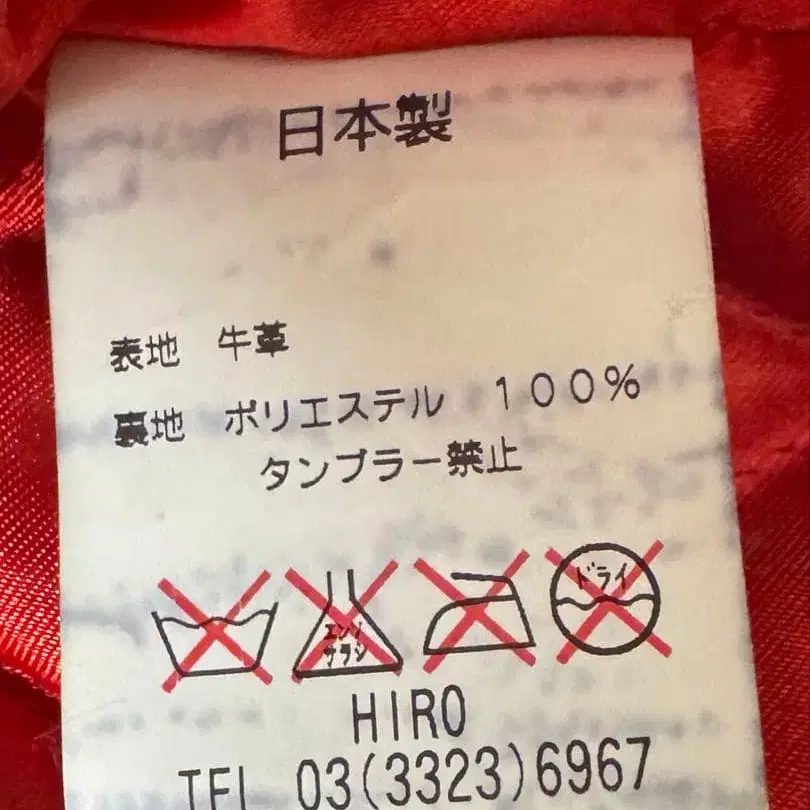 日本製
表地 牛革
裏地 ポリエステル 100%
タンブラー禁止
エンソ
サラシ
ドライ
HIRO
TEL 03(3323)6967